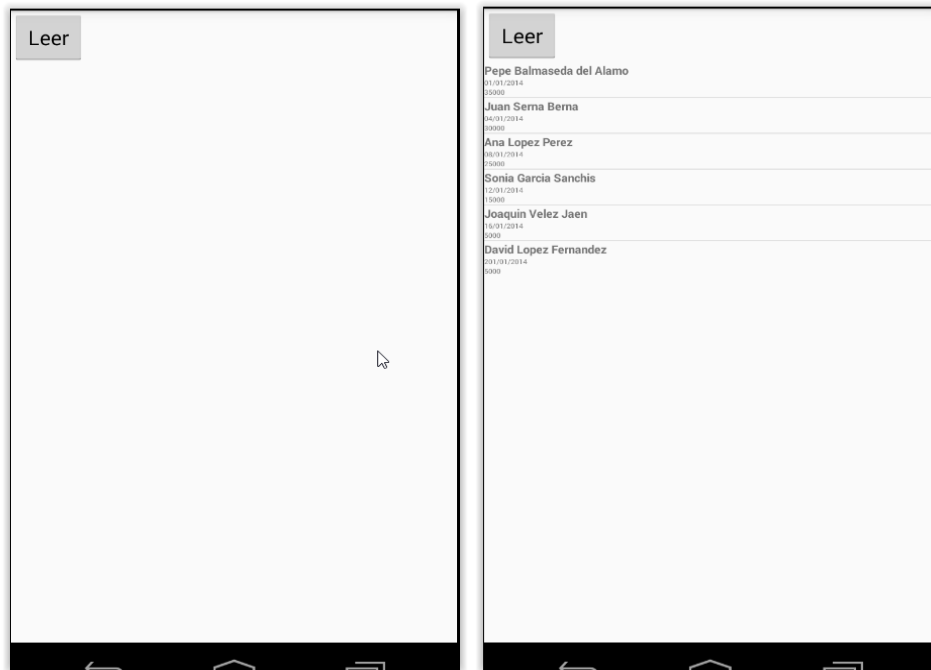 Leer
Leer
Pepe Balmaseda del Alamo
01/01/2014
35000
Juan Serna Berna
04/01/2014
30000
Ana Lopez Perez
08/01/2014
25000
Sonia Garcia Sanchis
12/01/2014
15000
Joaquin Velez Jaen
16/01/2014
5000
David Lopez Fernandez
201/01/2014
5000